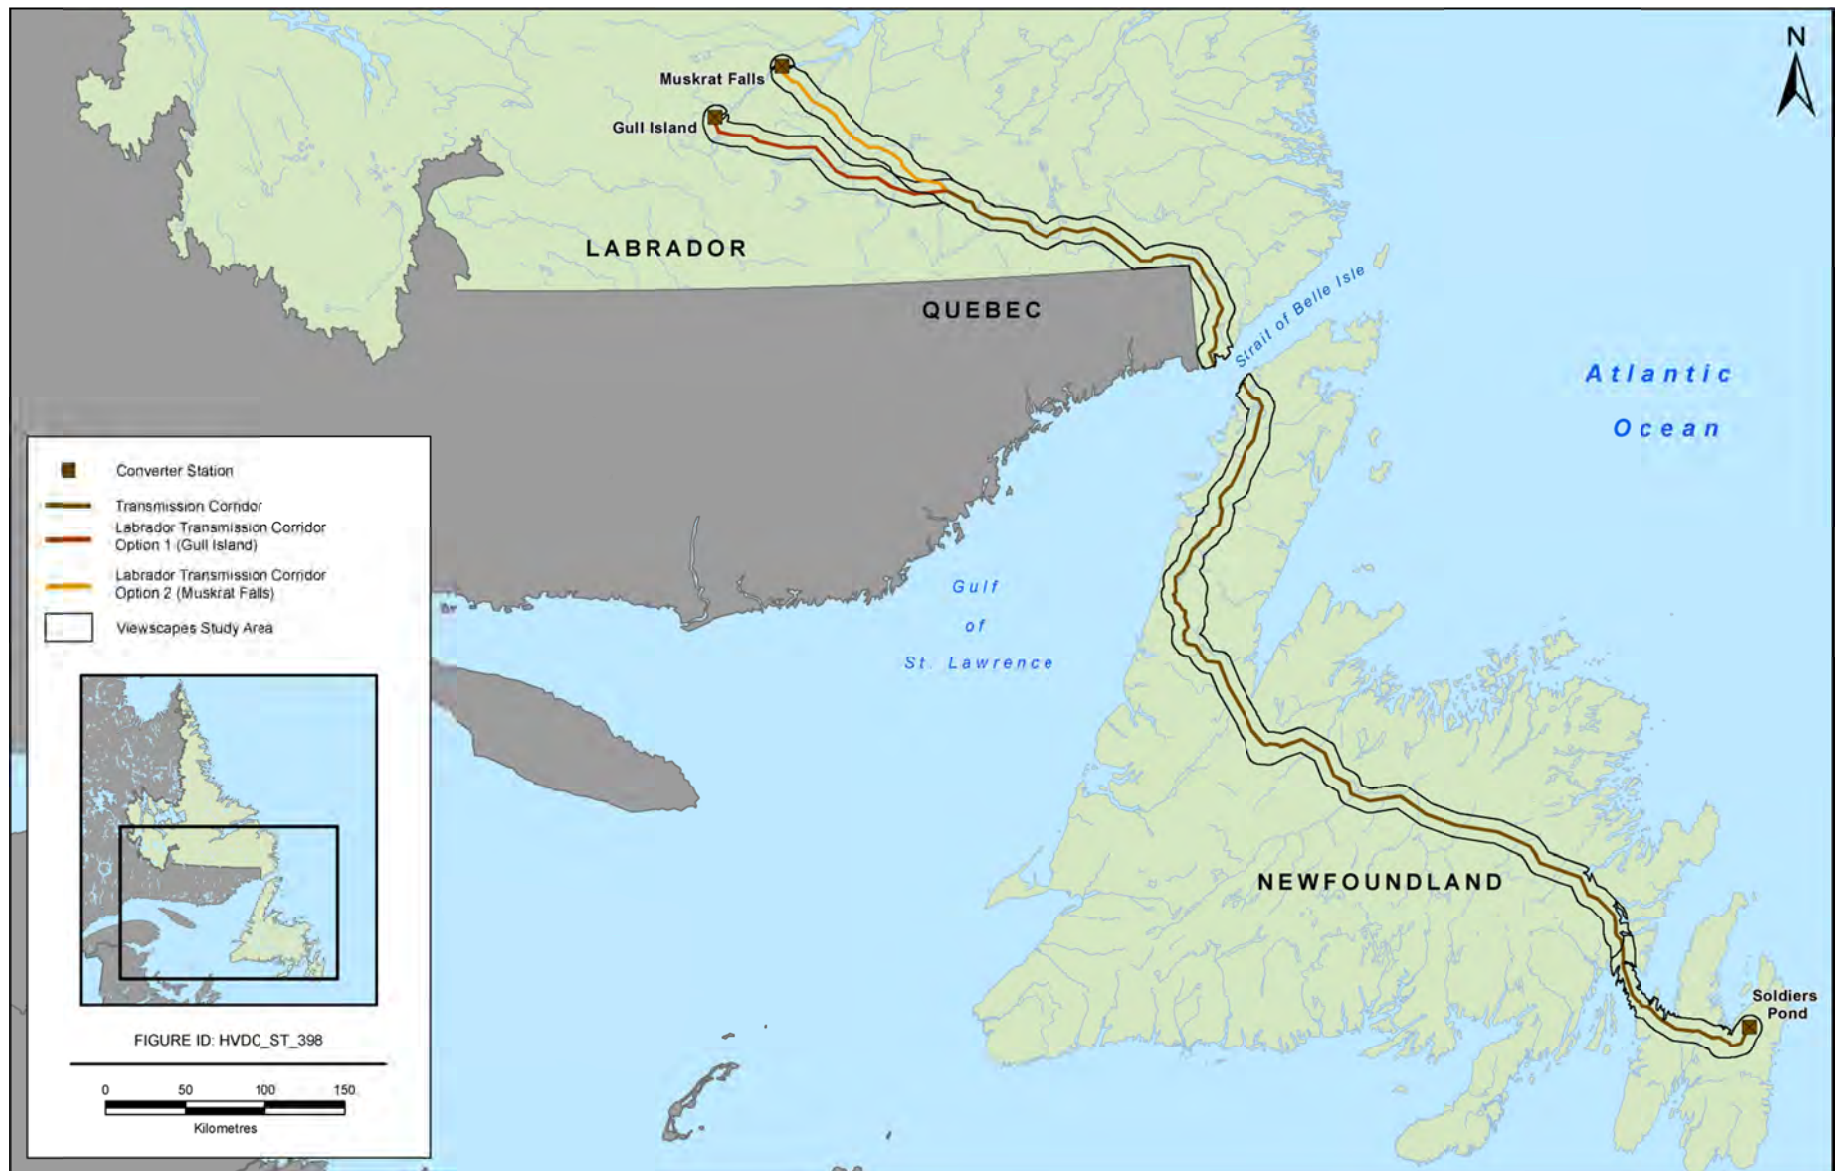 N
Muskrat Falls
Gull Island
LABRADOR
QUEBEC
Strait of Belle Isle
Atlantic
Ocean
Converter Station
Transmission Corridor
Labrador Transmission Corridor
Option 1 (Gull Island)
Labrador Transmission Corridor
Option 2 (Muskrat Falls)
Viewscapes Study Area
Gulf
of
St. Lawrence
NEWFOUNDLAND
Soldiers
Pond
FIGURE ID: HVDC_ST_398
0 50 100 150
Kilometres